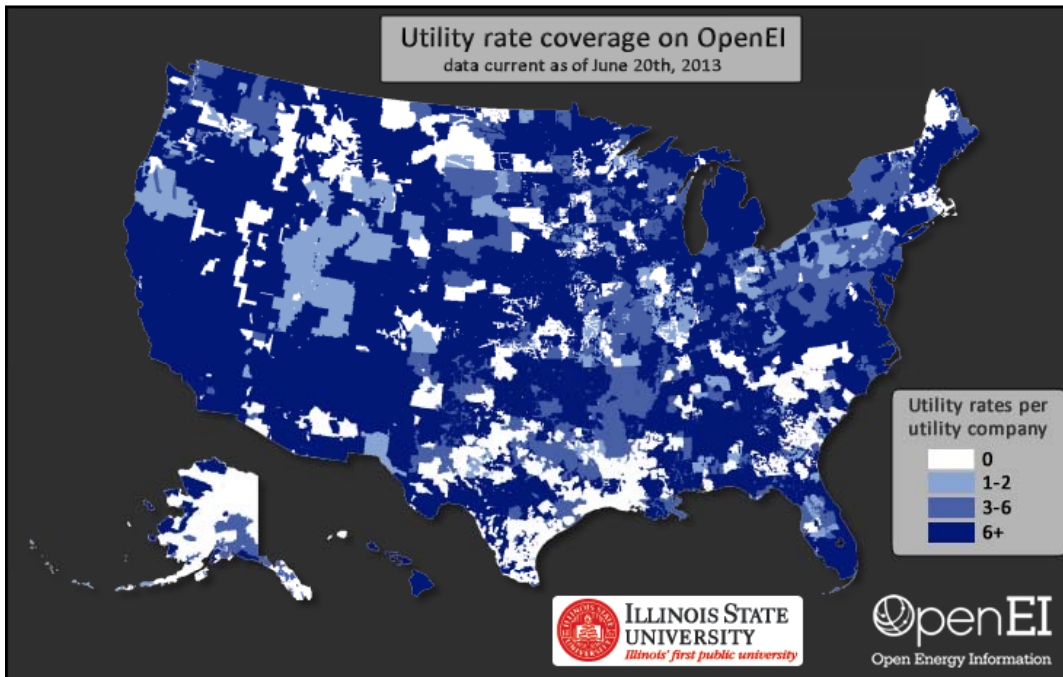 Utility rate coverage on OpenEI
data current as of June 20th, 2013
Utility rates per
utility company
0
1-2
3-6
6+
ILLINOIS STATE
UNIVERSITY
Illinois' first public university
OpenEI
Open Energy Information